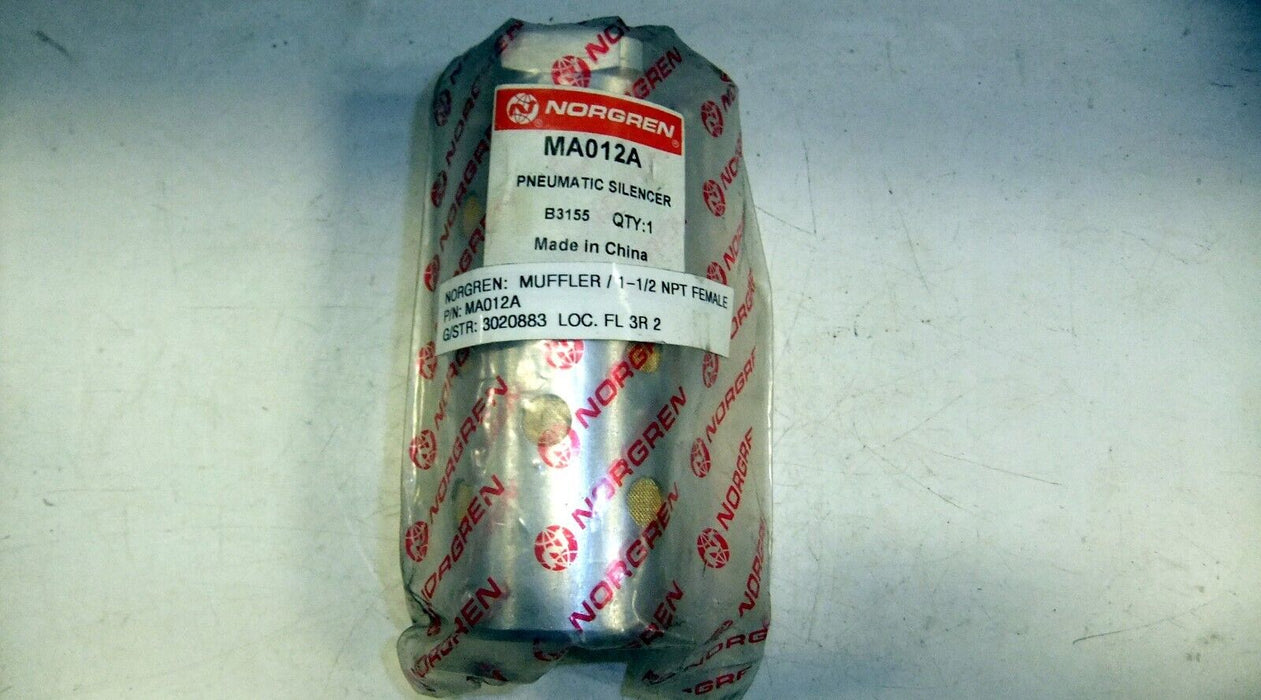 NORGREN
MA012A
PNEUMATIC SILENCER
B3155 QTY:1
Made in China
NORGREN: MUFFLER / 1-1/2 NPT FEMALE
P/N: MA012A
G/STR: 3020883 LOC. FL 3R 2
NORGREN
NORGREN
NORGREN
NORGREN
NORGREN